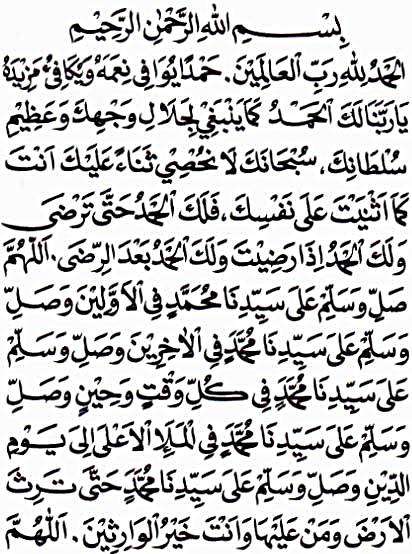 بِسْمِ اللهِ الرَّحْمٰنِ الرَّحِيْمِ
اَلْحَمْدُ لِلّٰهِ رَبِّ الْعَالَمِيْنَ. حَمْدًا يُوَافِى نِعَمَهُ وَيُكَافِئُ مَزِيْدَهُ
يَارَبَّنَا لَكَ الْحَمْدُ كَمَا يَنْبَغِيْ لِجَلَالِ وَجْهِكَ وَعَظِيْمِ
سُلْطَانِكَ، سُبْحَانَكَ لَا نُحْصِيْ ثَنَاءً عَلَيْكَ اَنْتَ
كَمَا اَثْنَيْتَ عَلَى نَفْسِكَ، فَلَكَ الْحَمْدُ حَتَّى تَرْضَى
وَلَكَ الْحَمْدُ اِذَا رَضِيْتَ وَلَكَ الْحَمْدُ بَعْدَ الرِّضَى. اَللّٰهُمَّ
صَلِّ وَسَلِّمْ عَلَى سَيِّدِنَا مُحَمَّدٍ فِى الْاَوَّلِيْنَ وَصَلِّ
وَسَلِّمْ عَلَى سَيِّدِنَا مُحَمَّدٍ فِى الْاٰخِرِيْنَ وَصَلِّ وَسَلِّمْ
عَلَى سَيِّدِنَا مُحَمَّدٍ فِى كُلِّ وَقْتٍ وَحِيْنٍ وَصَلِّ
وَسَلِّمْ عَلَى سَيِّدِنَا مُحَمَّدٍ فِى الْمَلَإِ الْاَعْلَى اِلَى يَوْمِ
الدِّيْنِ وَصَلِّ وَسَلِّمْ عَلَى سَيِّدِنَا مُحَمَّدٍ حَتَّى تَرِثَ
الْاَرْضَ وَمَنْ عَلَيْهَا وَاَنْتَ خَيْرُ الْوَارِثِيْنَ. اَللّٰهُمَّ